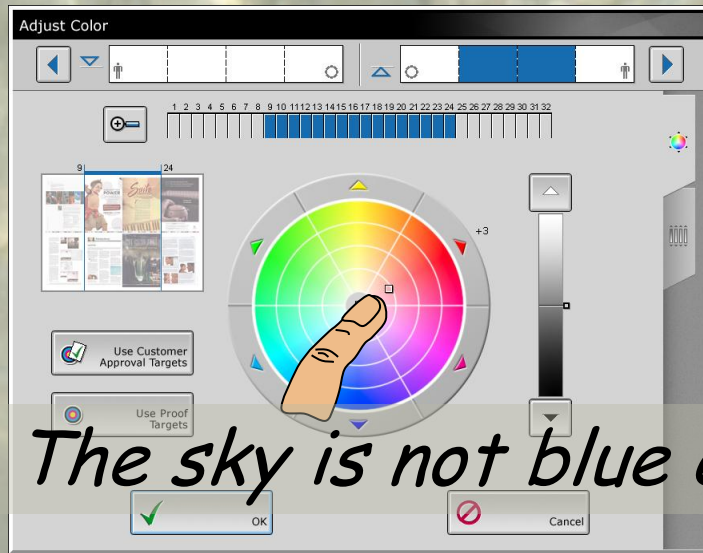 Adjust Color
1 2 3 4 5 6 7 8 9 10 11 12 13 14 15 16 17 18 19 20 21 22 23 24 25 26 27 28 29 30 31 32
9 24
+3
Use Customer
Approval Targets
Use Proof
Targets
The sky is not blue
OK Cancel